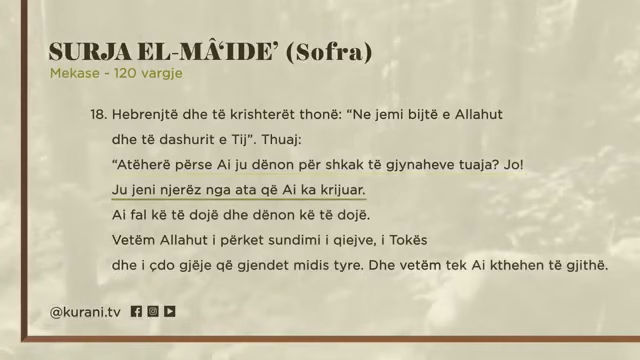 SURJA EL-MÂ‘IDE’ (Sofra)
Mekase - 120 vargje
18. Hebrenjtë dhe të krishterët thonë: “Ne jemi bijtë e Allahut
dhe të dashurit e Tij”. Thuaj:
“Atëherë përse Ai ju dënon për shkak të gjynaheve tuaja? Jo!
Ju jeni njerëz nga ata që Ai ka krijuar.
Ai fal kë të dojë dhe dënon kë të dojë.
Vetëm Allahut i përket sundimi i qiejve, i Tokës
dhe i çdo gjëje që gjendet midis tyre. Dhe vetëm tek Ai kthehen të gjithë.
@kurani.tv